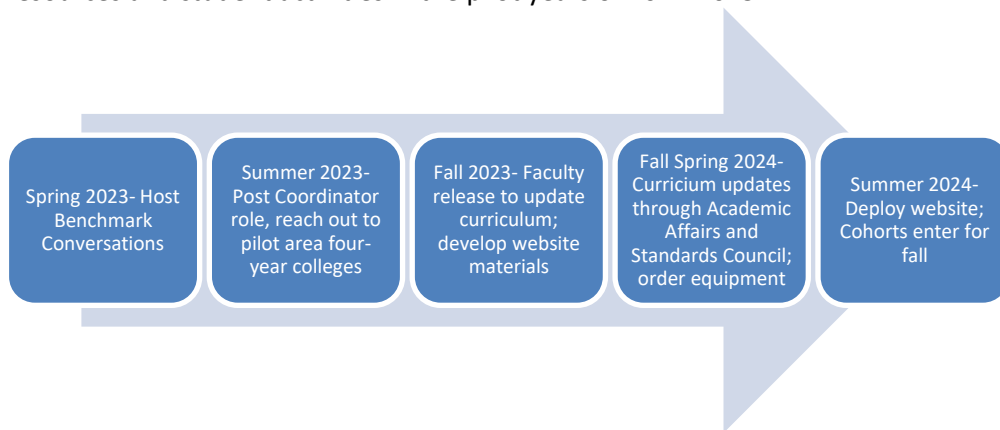 Spring 2023- Host
Benchmark
Conversations
Summer 2023-
Post Coordinator
role, reach out to
pilot area four-
year colleges
Fall 2023- Faculty
release to update
curriculum;
develop website
materials
Fall Spring 2024-
Curricium updates
through Academic
Affairs and
Standards Council;
order equipment
Summer 2024-
Deploy website;
Cohorts enter for
fall